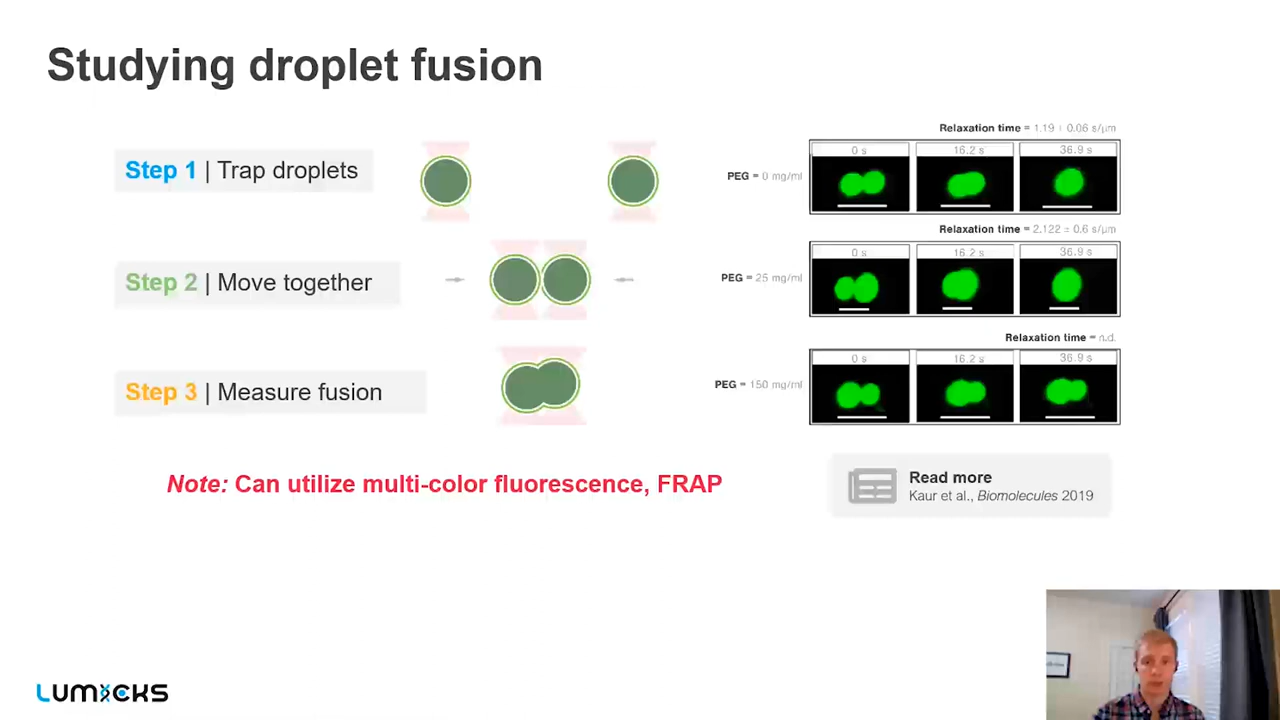 Studying droplet fusion
Step 1 | Trap droplets
Step 2 | Move together
Step 3 | Measure fusion
Note: Can utilize multi-color fluorescence, FRAP
Relaxation time = 1.19 ± 0.06 s/μm
PEG = 0 mg/ml
0 s 16.2 s 36.9 s
Relaxation time = 2.122 ± 0.6 s/μm
PEG = 25 mg/ml
0 s 16.2 s 36.9 s
Relaxation time = n.d.
PEG = 150 mg/ml
0 s 16.2 s 36.9 s
Read more
Kaur et al., Biomolecules 2019
LUMICKS